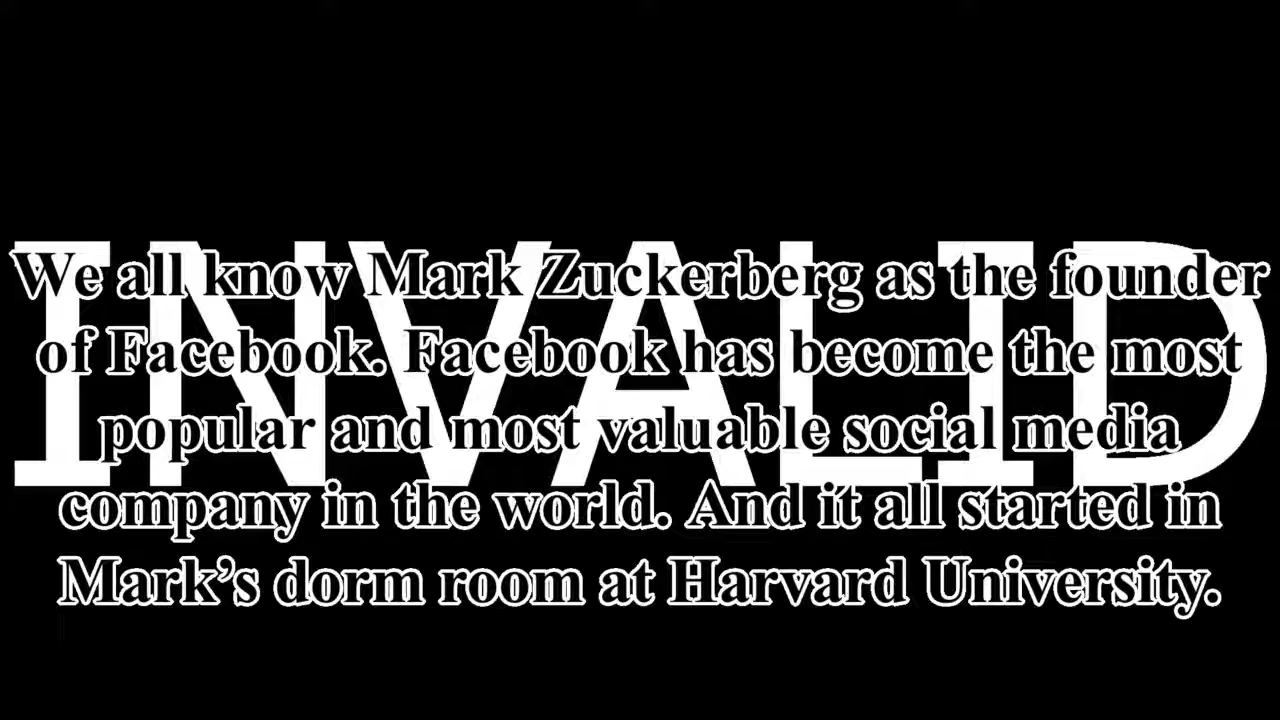 INVALID
We all know Mark Zuckerberg as the founder
of Facebook. Facebook has become the most
popular and most valuable social media
company in the world. And it all started in
Mark’s dorm room at Harvard University.